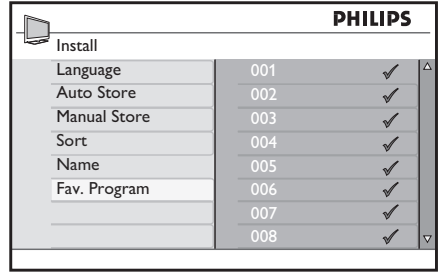 PHILIPS
Install
Language 001 ✓
Auto Store 002 ✓
Manual Store 003 ✓
Sort 004 ✓
Name 005 ✓
Fav. Program 006 ✓
007 ✓
008 ✓